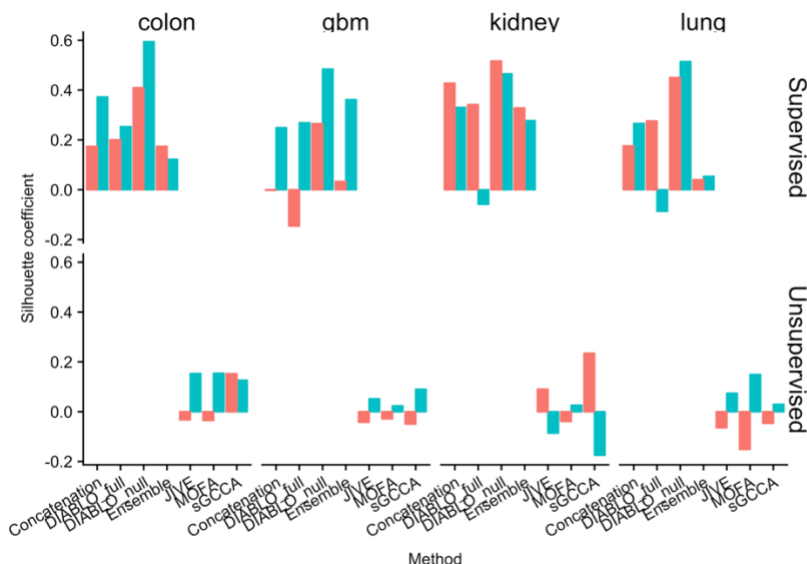 colon gbm kidney lung
0.6
0.4
0.2
0.0
-0.2
Supervised
Silhouette coefficient
0.6
0.4
0.2
0.0
-0.2
Unsupervised
Concatenation DIABLO_full DIABLO_null Ensemble JIVE MOFA sGCCA
Concatenation DIABLO_full DIABLO_null Ensemble JIVE MOFA sGCCA
Concatenation DIABLO_full DIABLO_null Ensemble JIVE MOFA sGCCA
Concatenation DIABLO_full DIABLO_null Ensemble JIVE MOFA sGCCA
Method